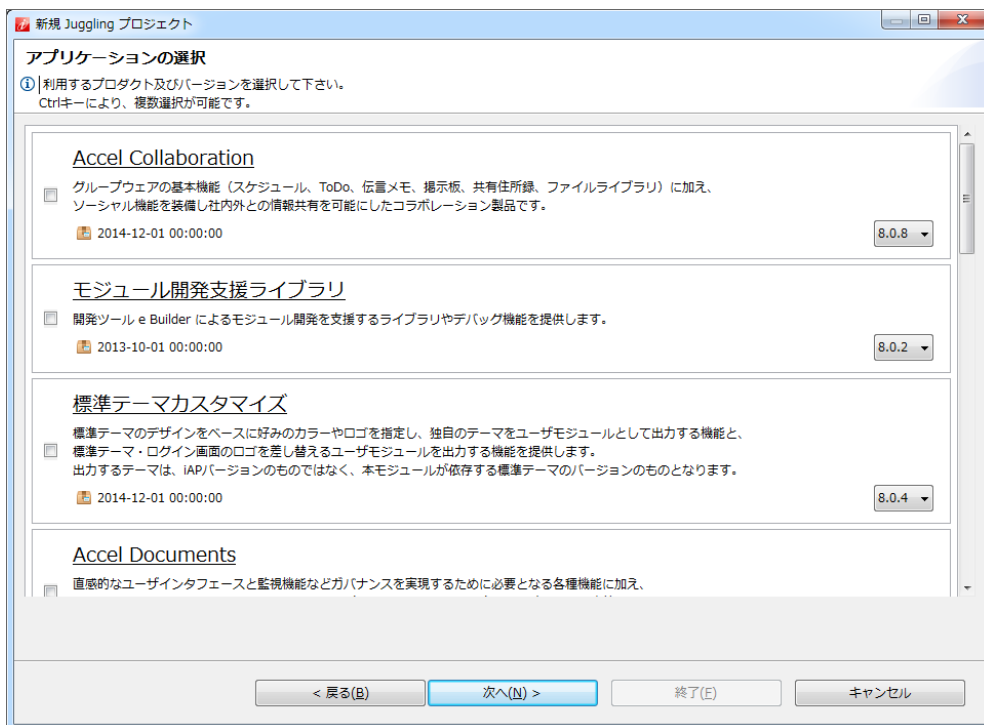 新規 Juggling プロジェクト
アプリケーションの選択
利用するプロダクト及びバージョンを選択して下さい。
Ctrlキーにより、複数選択が可能です。
Accel Collaboration
グループウェアの基本機能（スケジュール、ToDo、伝言メモ、掲示板、共有住所録、ファイルライブラリ）に加え、
ソーシャル機能を装備し社内外との情報共有を可能にしたコラボレーション製品です。
2014-12-01 00:00:00
8.0.8
モジュール開発支援ライブラリ
開発ツール e Builder によるモジュール開発を支援するライブラリやデバッグ機能を提供します。
2013-10-01 00:00:00
8.0.2
標準テーマカスタマイズ
標準テーマのデザインをベースに好みのカラーやロゴを指定し、独自のテーマをユーザモジュールとして出力する機能と、
標準テーマ・ログイン画面のロゴを差し替えるユーザモジュールを出力する機能を提供します。
出力するテーマは、iAPバージョンのものではなく、本モジュールが依存する標準テーマのバージョンのものとなります。
2014-12-01 00:00:00
8.0.4
Accel Documents
直感的なユーザインタフェースと監視機能などガバナンスを実現するために必要となる各種機能に加え、
< 戻る(B)
次へ(N) >
終了(F)
キャンセル